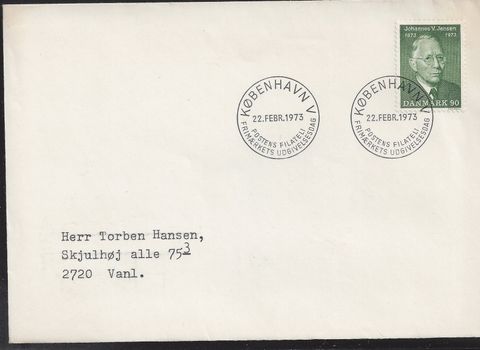 Johannes V. Jensen
1873 1973
DANMARK 90
KØBENHAVN V
22.FEBR.1973
POSTENS FILATELI
FRIMÆRKETS UDGIVELSESDAG
KØBENHAVN V
22.FEBR.1973
POSTENS FILATELI
FRIMÆRKETS UDGIVELSESDAG
Herr Torben Hansen,
Skjulhøj alle 75³
2720 Vanl.